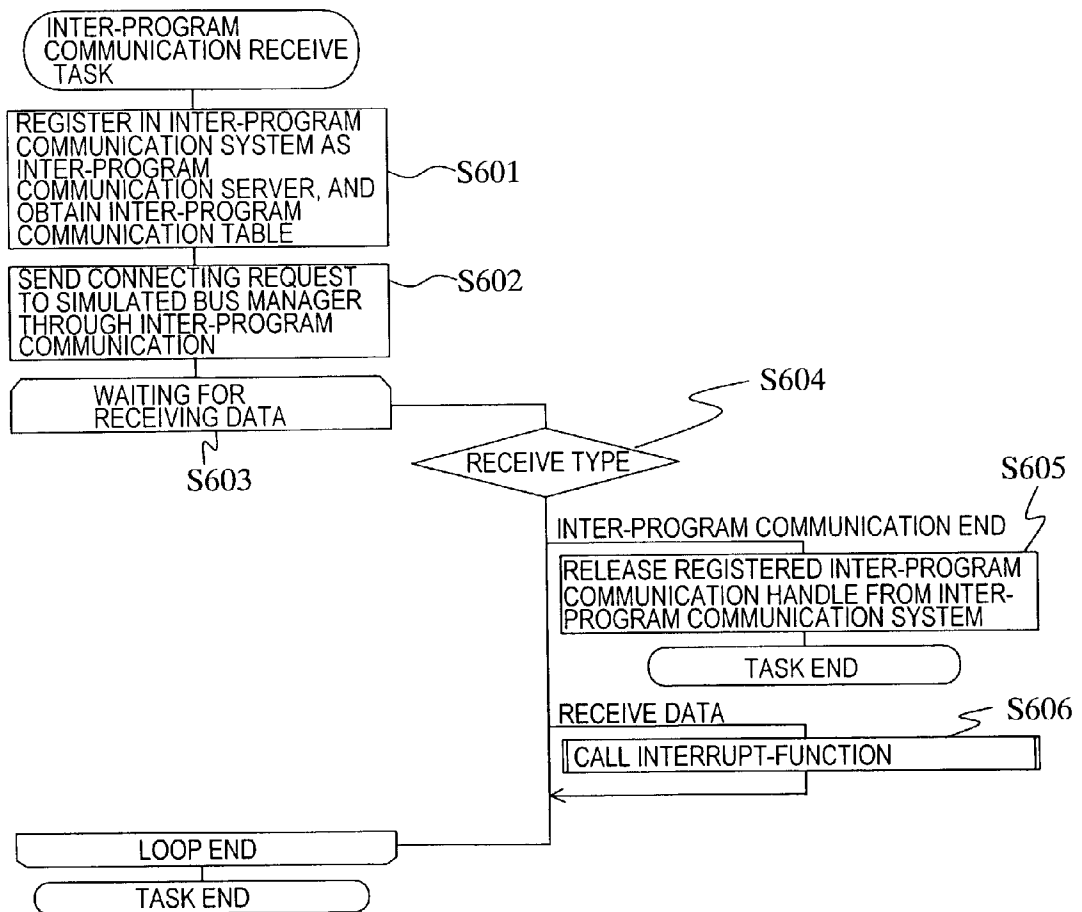 INTER-PROGRAM
COMMUNICATION RECEIVE
TASK
REGISTER IN INTER-PROGRAM
COMMUNICATION SYSTEM AS
INTER-PROGRAM
COMMUNICATION SERVER, AND
OBTAIN INTER-PROGRAM
COMMUNICATION TABLE
S601
SEND CONNECTING REQUEST
TO SIMULATED BUS MANAGER
THROUGH INTER-PROGRAM
COMMUNICATION
S602
WAITING FOR
RECEIVING DATA
S603
S604
RECEIVE TYPE
S605
INTER-PROGRAM COMMUNICATION END
RELEASE REGISTERED INTER-PROGRAM
COMMUNICATION HANDLE FROM INTER-
PROGRAM COMMUNICATION SYSTEM
TASK END
RECEIVE DATA
S606
CALL INTERRUPT-FUNCTION
LOOP END
TASK END